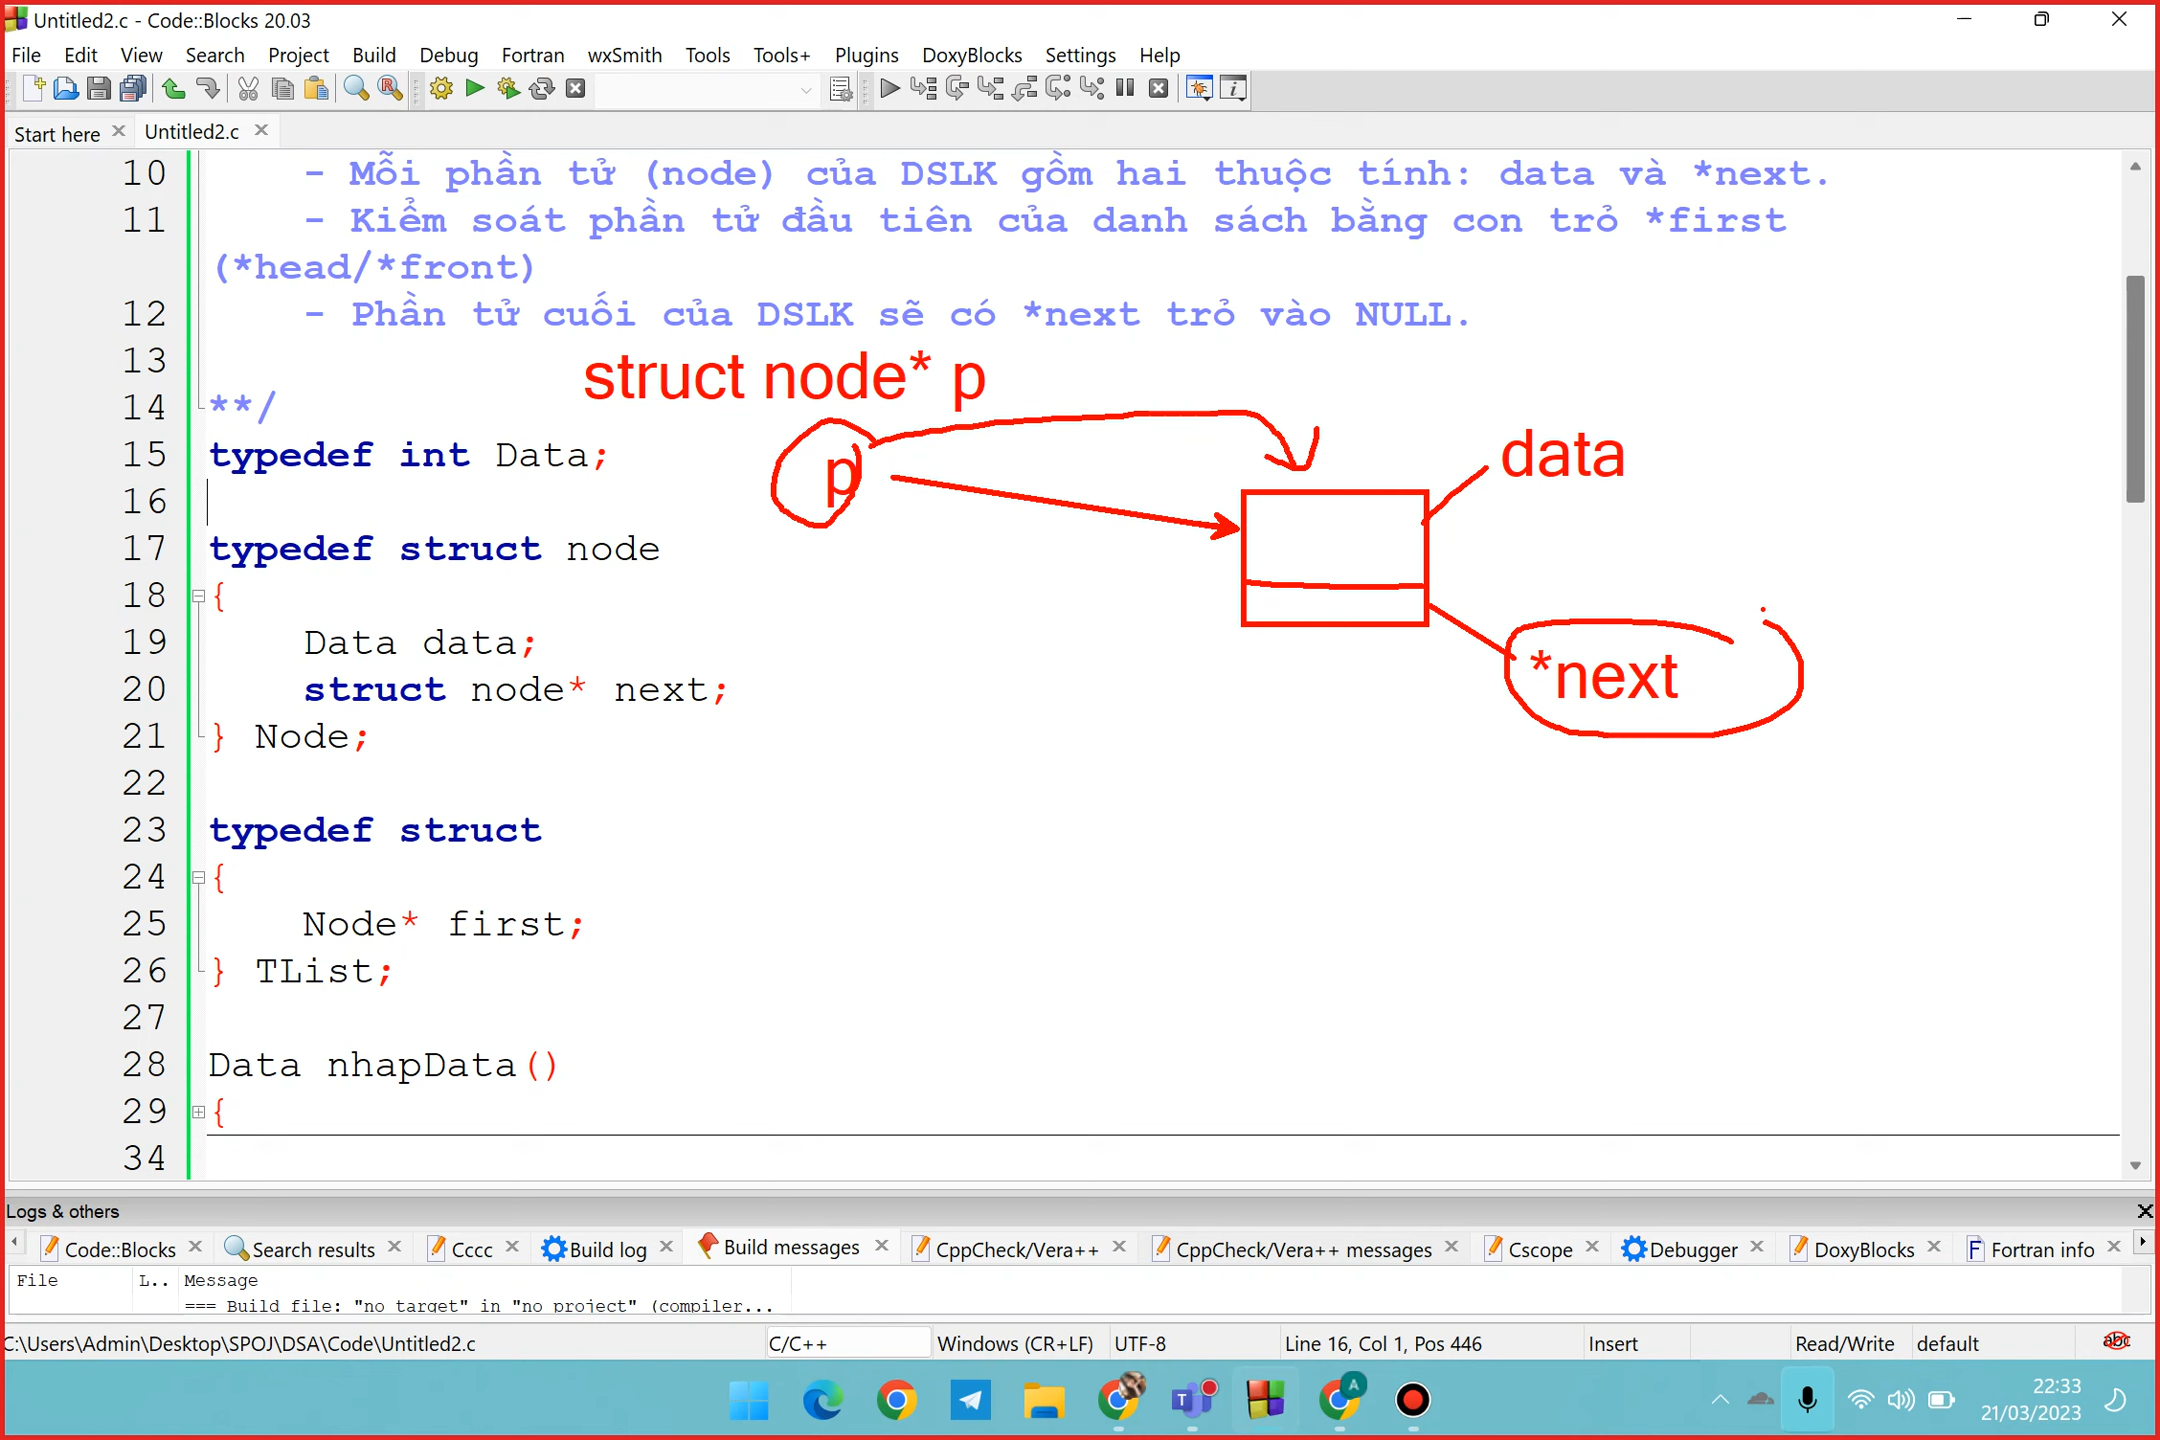 Untitled2.c - Code::Blocks 20.03
File Edit View Search Project Build Debug Fortran wxSmith Tools Tools+ Plugins DoxyBlocks Settings Help
Start here Untitled2.c
10 - Mỗi phần tử (node) của DSLK gồm hai thuộc tính: data và *next.
11 - Kiểm soát phần tử đầu tiên của danh sách bằng con trỏ *first
(*head/*front)
12 - Phần tử cuối của DSLK sẽ có *next trỏ vào NULL.
13
struct node* p
14 **/
15 typedef int Data;
p
data
16
17 typedef struct node
18 {
19 Data data;
*next
20 struct node* next;
21 } Node;
22
23 typedef struct
24 {
25 Node* first;
26 } TList;
27
28 Data nhapData()
29 {
34
Logs & others
Code::Blocks Search results Cccc Build log Build messages CppCheck/Vera++ CppCheck/Vera++ messages Cscope Debugger DoxyBlocks Fortran info
File L.. Message
=== Build file: "no target" in "no project" (compiler...
C:\Users\Admin\Desktop\SPOJ\DSA\Code\Untitled2.c C/C++ Windows (CR+LF) UTF-8 Line 16, Col 1, Pos 446 Insert Read/Write default abc
22:33
21/03/2023